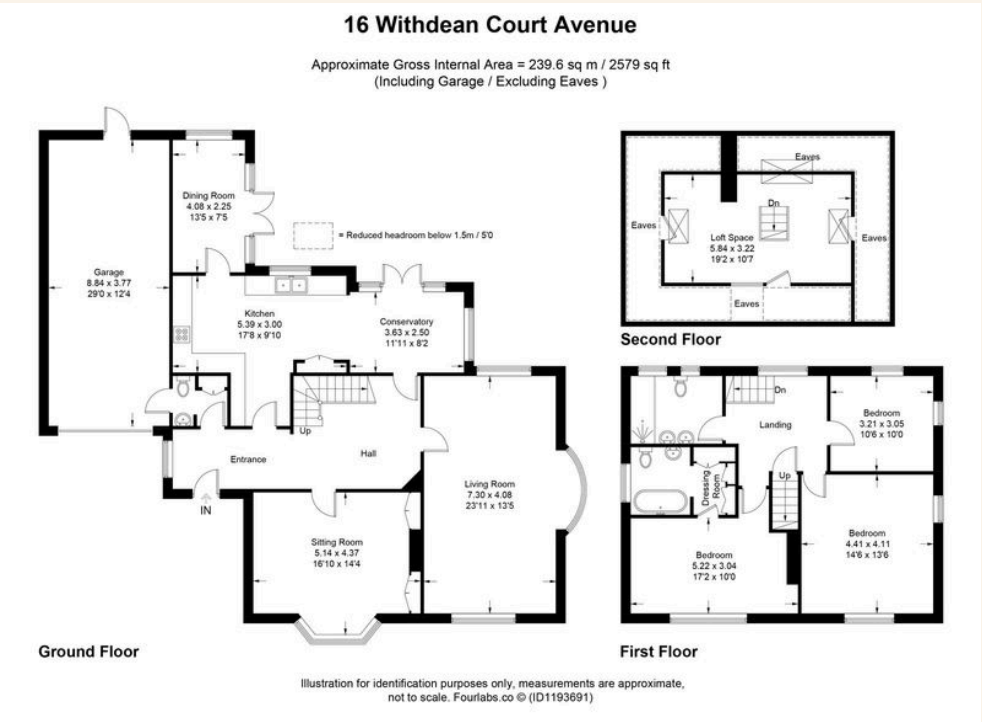 16 Withdean Court Avenue
Approximate Gross Internal Area = 239.6 sq m / 2579 sq ft
(Including Garage / Excluding Eaves )
Dining Room
4.08 x 2.25
13'5 x 7'5
= Reduced headroom below 1.5m / 5'0
Garage
8.84 x 3.77
29'0 x 12'4
Kitchen
5.39 x 3.00
17'8 x 9'10
Conservatory
3.63 x 2.50
11'11 x 8'2
Up
Entrance
Hall
IN
Living Room
7.30 x 4.08
23'11 x 13'5
Sitting Room
5.14 x 4.37
16'10 x 14'4
Ground Floor
Eaves
Dn
Eaves
Loft Space
5.84 x 3.22
19'2 x 10'7
Eaves
Eaves
Second Floor
Dn
Landing
Bedroom
3.21 x 3.05
10'6 x 10'0
Up
Dressing
Room
Bedroom
5.22 x 3.04
17'2 x 10'0
Bedroom
4.41 x 4.11
14'6 x 13'6
First Floor
Illustration for identification purposes only, measurements are approximate,
not to scale. Fourlabs.co © (ID1193691)